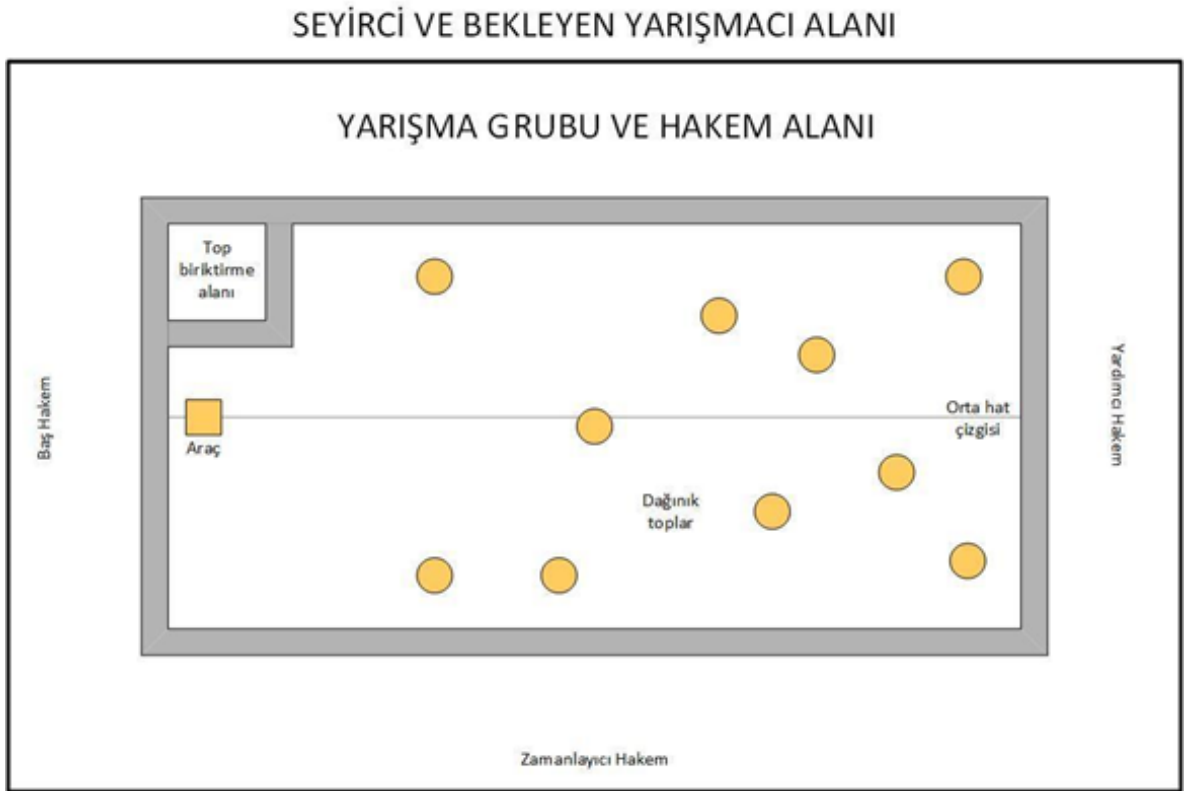 SEYİRCİ VE BEKLEYEN YARIŞMACI ALANI
YARIŞMA GRUBU VE HAKEM ALANI
Top
biriktirme
alanı
Baş Hakem
Araç
Orta hat
çizgisi
Yardımcı Hakem
Dağınık
toplar
Zamanlayıcı Hakem